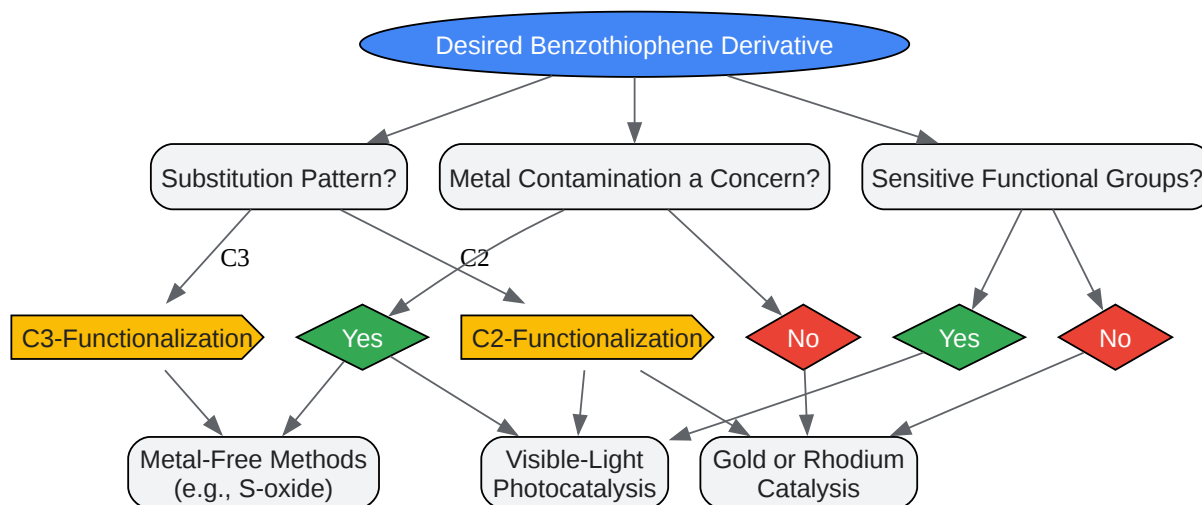 Desired Benzothiophene Derivative
Substitution Pattern?
Metal Contamination a Concern?
Sensitive Functional Groups?
C3
C2
C3-Functionalization
Yes
C2-Functionalization
No
Yes
No
Metal-Free Methods
(e.g., S-oxide)
Visible-Light
Photocatalysis
Gold or Rhodium
Catalysis